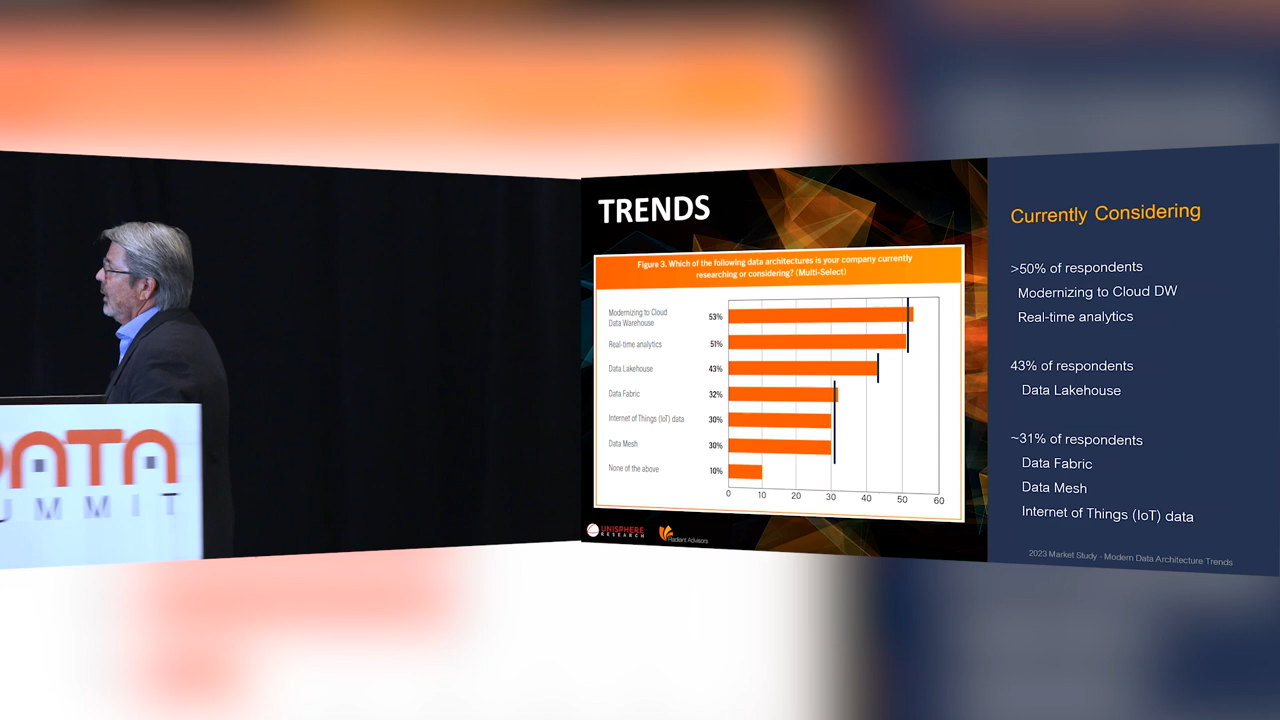 DATA
SUMMIT
TRENDS
Figure 3. Which of the following data architectures is your company currently
researching or considering? (Multi-Select)
Modernizing to Cloud
Data Warehouse 53%
Real-time analytics 51%
Data Lakehouse 43%
Data Fabric 32%
Internet of Things (IoT) data 30%
Data Mesh 30%
None of the above 10%
0 10 20 30 40 50 60
UNISPHERE
RESEARCH
Radiant Advisors
Currently Considering
>50% of respondents
Modernizing to Cloud DW
Real-time analytics
43% of respondents
Data Lakehouse
~31% of respondents
Data Fabric
Data Mesh
Internet of Things (IoT) data
2023 Market Study - Modern Data Architecture Trends